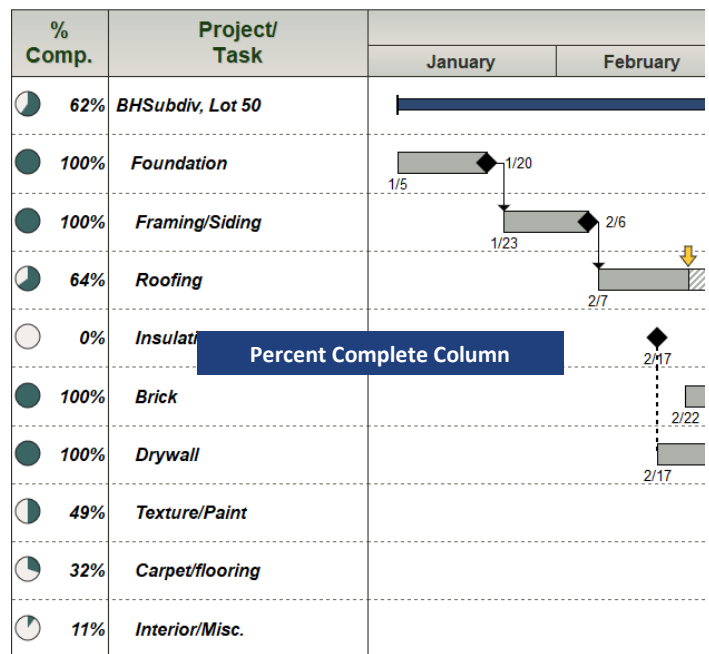 %
Comp.
Project/
Task
January
February
62%
BHSubdiv, Lot 50
100%
Foundation
1/5
1/20
100%
Framing/Siding
1/23
2/6
64%
Roofing
2/7
0%
Percent Complete Column
2/17
100%
Brick
2/22
100%
Drywall
2/17
49%
Texture/Paint
32%
Carpet/flooring
11%
Interior/Misc.